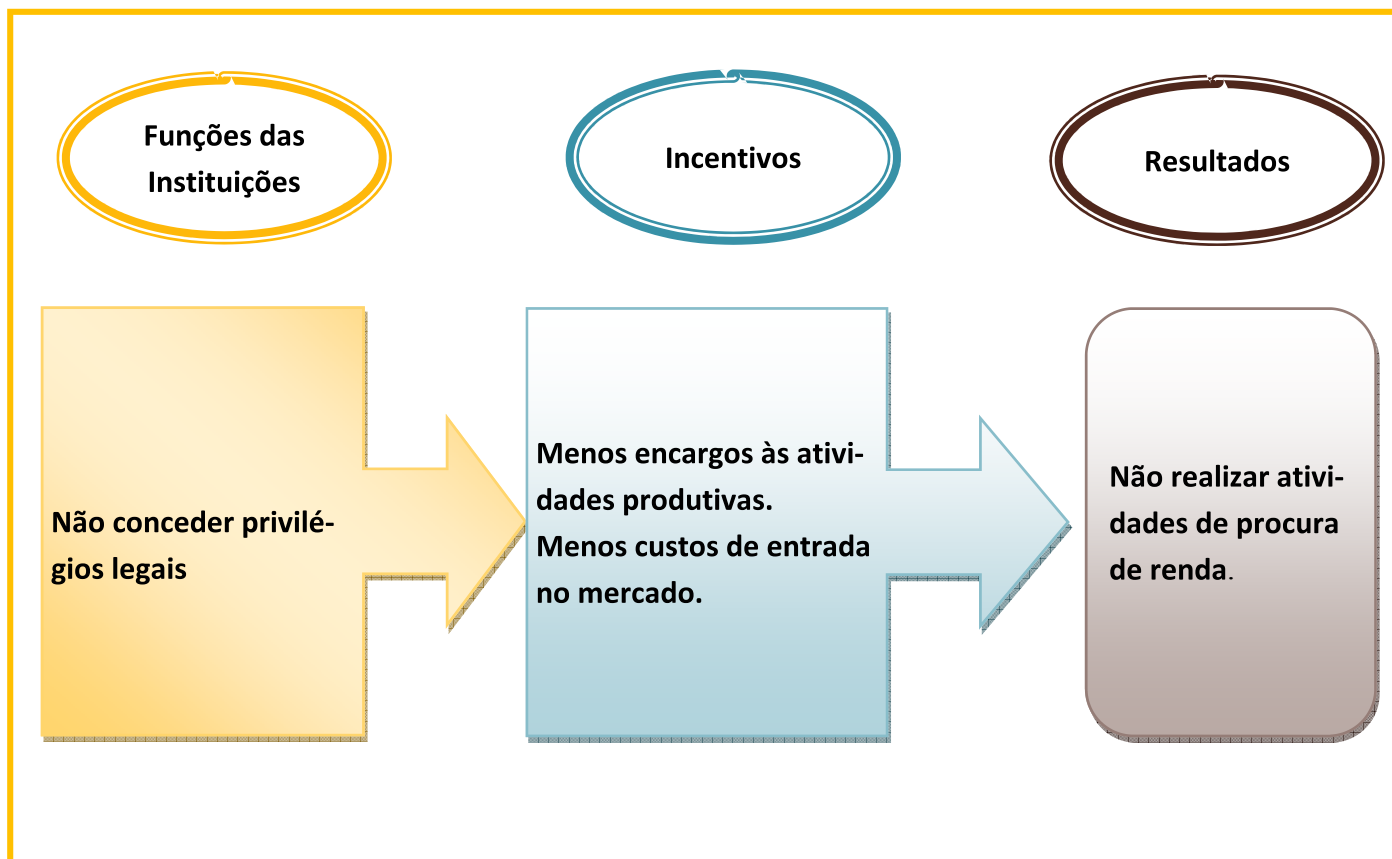 Funções das
Instituições
Incentivos
Resultados
Não conceder privilé-
gios legais
Menos encargos às ativi-
dades produtivas.
Menos custos de entrada
no mercado.
Não realizar ativi-
dades de procura
de renda.